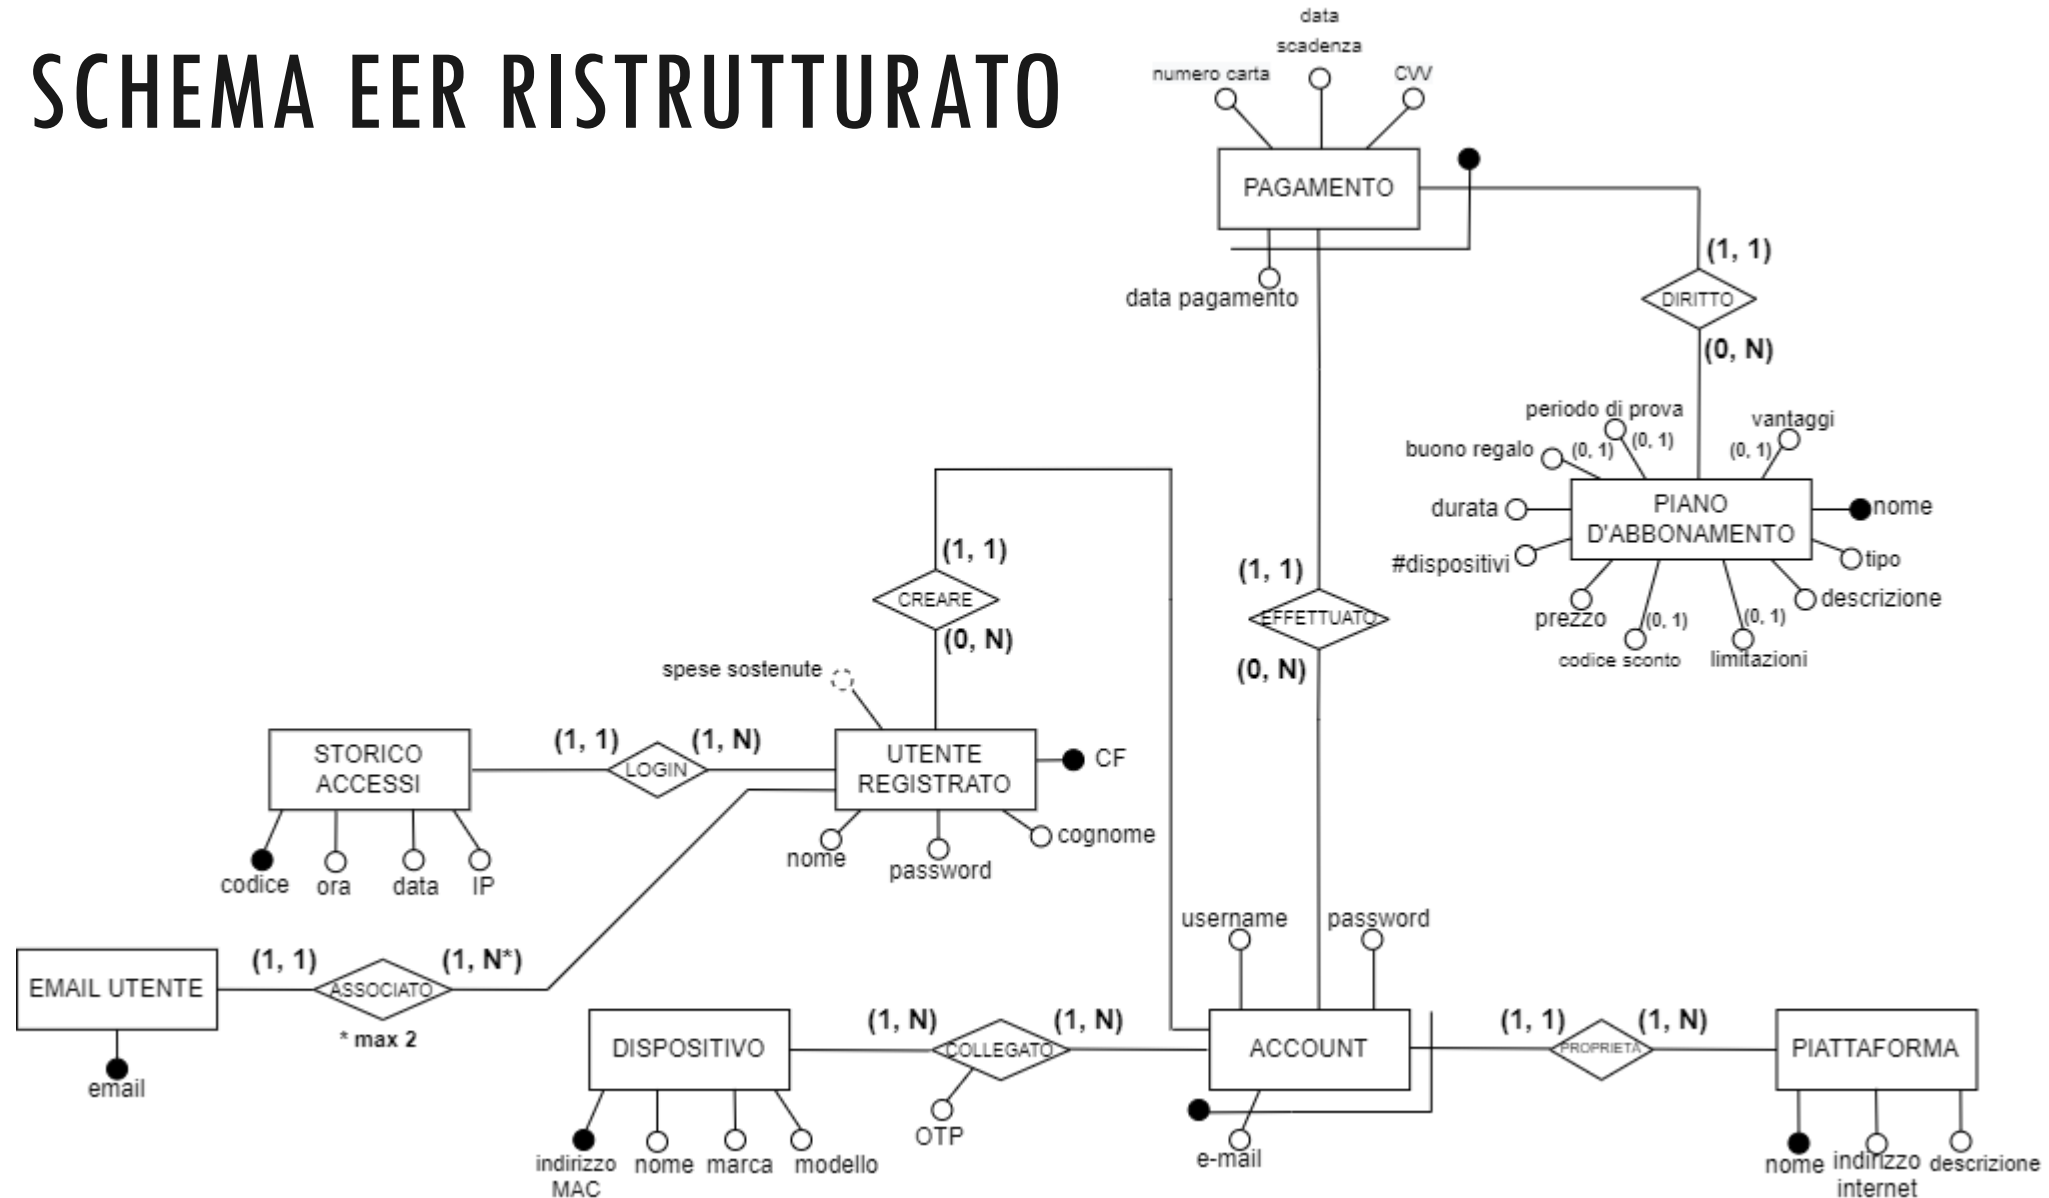 SCHEMA EER RISTRUTTURATO
data
scadenza
numero carta
CVV
PAGAMENTO
data pagamento
(1, 1)
DIRITTO
(0, N)
periodo di prova
(0, 1)
vantaggi
(0, 1)
buono regalo
(0, 1)
durata
PIANO
D'ABBONAMENTO
nome
#dispositivi
tipo
prezzo
descrizione
(0, 1)
codice sconto
(0, 1)
limitazioni
(1, 1)
CREARE
(0, N)
(1, 1)
EFFETTUATO
(0, N)
spese sostenute
STORICO
ACCESSI
(1, 1)
LOGIN
(1, N)
UTENTE
REGISTRATO
CF
nome
password
cognome
codice
ora
data
IP
EMAIL UTENTE
(1, 1)
ASSOCIATO
(1, N*)
* max 2
email
username
password
DISPOSITIVO
(1, N)
COLLEGATO
(1, N)
ACCOUNT
(1, 1)
PROPRIETÀ
(1, N)
PIATTAFORMA
OTP
e-mail
indirizzo
MAC
nome
marca
modello
nome
indirizzo
internet
descrizione